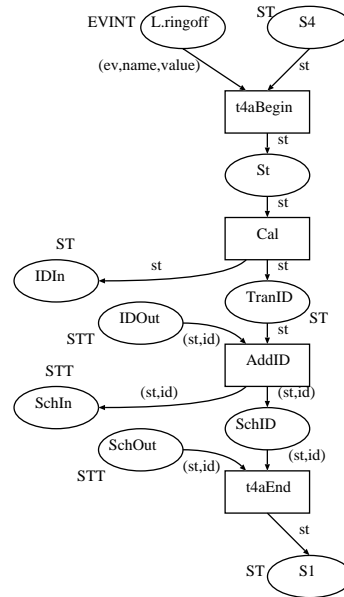 EVINT
L.ringoff
ST
S4
(ev,name,value)
st
t4aBegin
st
St
st
ST
Cal
st
st
IDIn
TranID
IDOut
ST
st
STT
(st,id)
STT
AddID
(st,id)
(st,id)
SchIn
SchID
SchOut
(st,id)
(st,id)
STT
t4aEnd
st
ST
S1